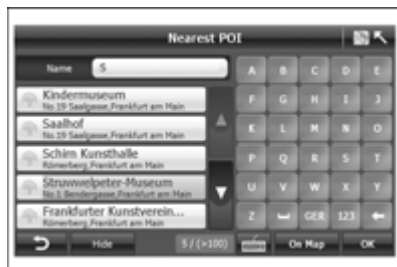 Nearest POI
Name S
Kindermuseum
No.19 Saalgasse,Frankfurt am Main
Saalhof
No.19 Saalgasse,Frankfurt am Main
Schirn Kunsthalle
Römerberg,Frankfurt am Main
Struwwelpeter-Museum
No.1 Bendergasse,Frankfurt am Main
Frankfurter Kunstverein...
Römerberg,Frankfurt am Main
A B C D E
F G H I J
K L M N O
P Q R S T
U V W X Y
Z GER 123
Hide 5 / (>100) On Map OK